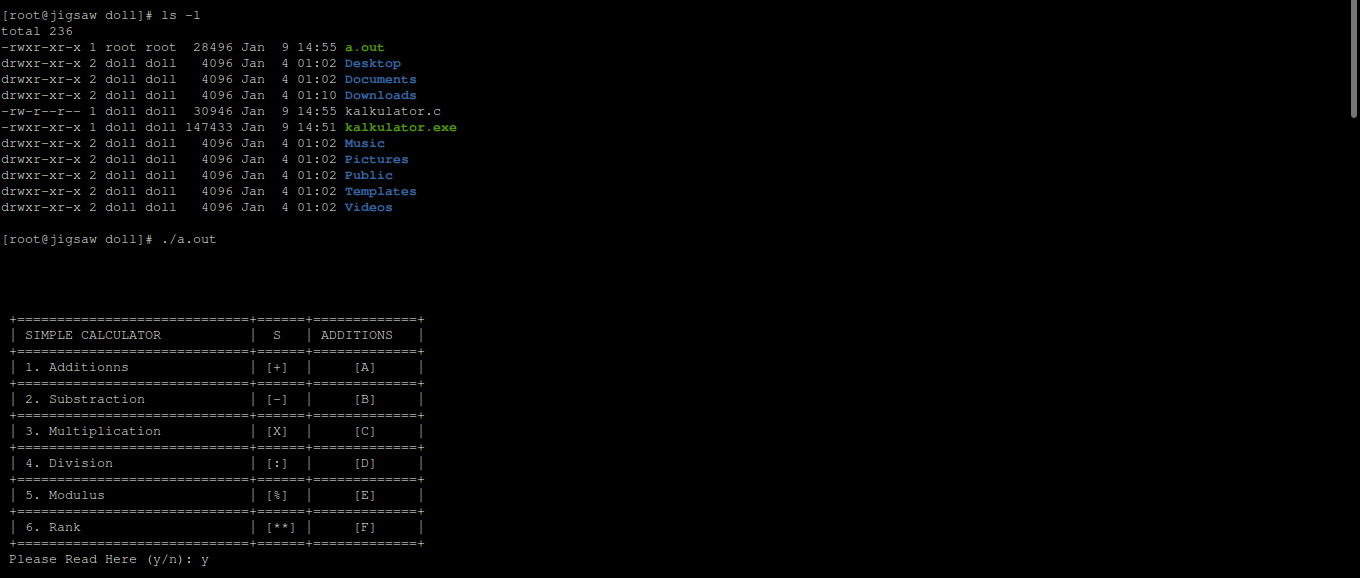 [root@jigsaw doll]# ls -l
total 236
-rwxr-xr-x 1 root root  28496 Jan  9 14:55 a.out
drwxr-xr-x 2 doll doll   4096 Jan  4 01:02 Desktop
drwxr-xr-x 2 doll doll   4096 Jan  4 01:02 Documents
drwxr-xr-x 2 doll doll   4096 Jan  4 01:10 Downloads
-rw-r--r-- 1 doll doll  30946 Jan  9 14:55 kalkulator.c
-rwxr-xr-x 1 doll doll 147433 Jan  9 14:51 kalkulator.exe
drwxr-xr-x 2 doll doll   4096 Jan  4 01:02 Music
drwxr-xr-x 2 doll doll   4096 Jan  4 01:02 Pictures
drwxr-xr-x 2 doll doll   4096 Jan  4 01:02 Public
drwxr-xr-x 2 doll doll   4096 Jan  4 01:02 Templates
drwxr-xr-x 2 doll doll   4096 Jan  4 01:02 Videos
[root@jigsaw doll]# ./a.out
+=============================+======+=============+
| SIMPLE CALCULATOR           |  S   | ADDITIONS   |
+=============================+======+=============+
| 1. Additionns               | [+]  |     [A]     |
+=============================+======+=============+
| 2. Substraction             | [-]  |     [B]     |
+=============================+======+=============+
| 3. Multiplication           | [X]  |     [C]     |
+=============================+======+=============+
| 4. Division                 | [:]  |     [D]     |
+=============================+======+=============+
| 5. Modulus                  | [%]  |     [E]     |
+=============================+======+=============+
| 6. Rank                     | [**] |     [F]     |
+=============================+======+=============+
Please Read Here (y/n): y